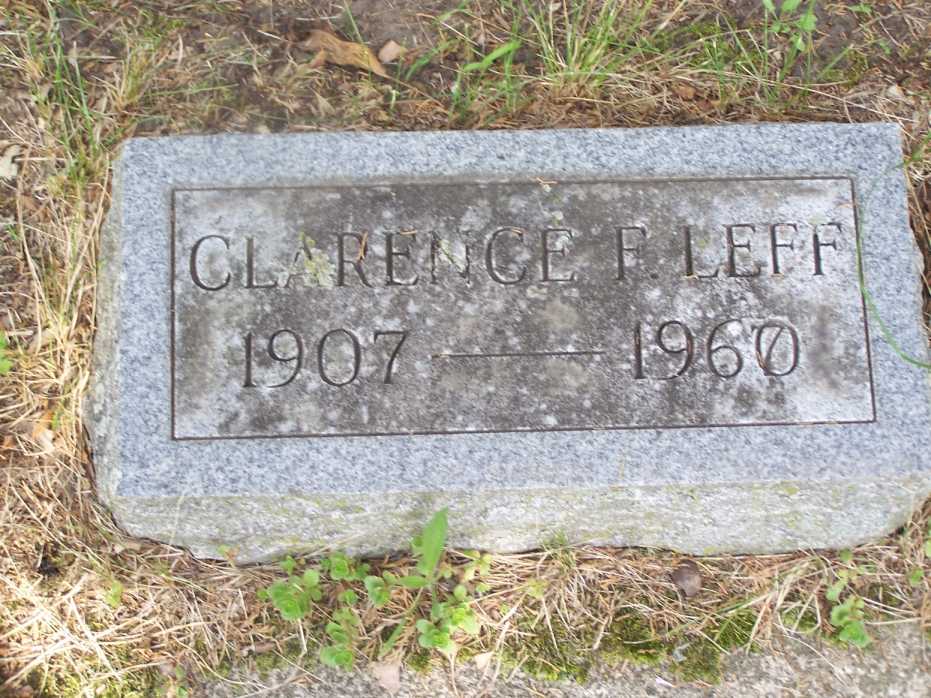 CLARENCE F. LEFF
1907 — 1960